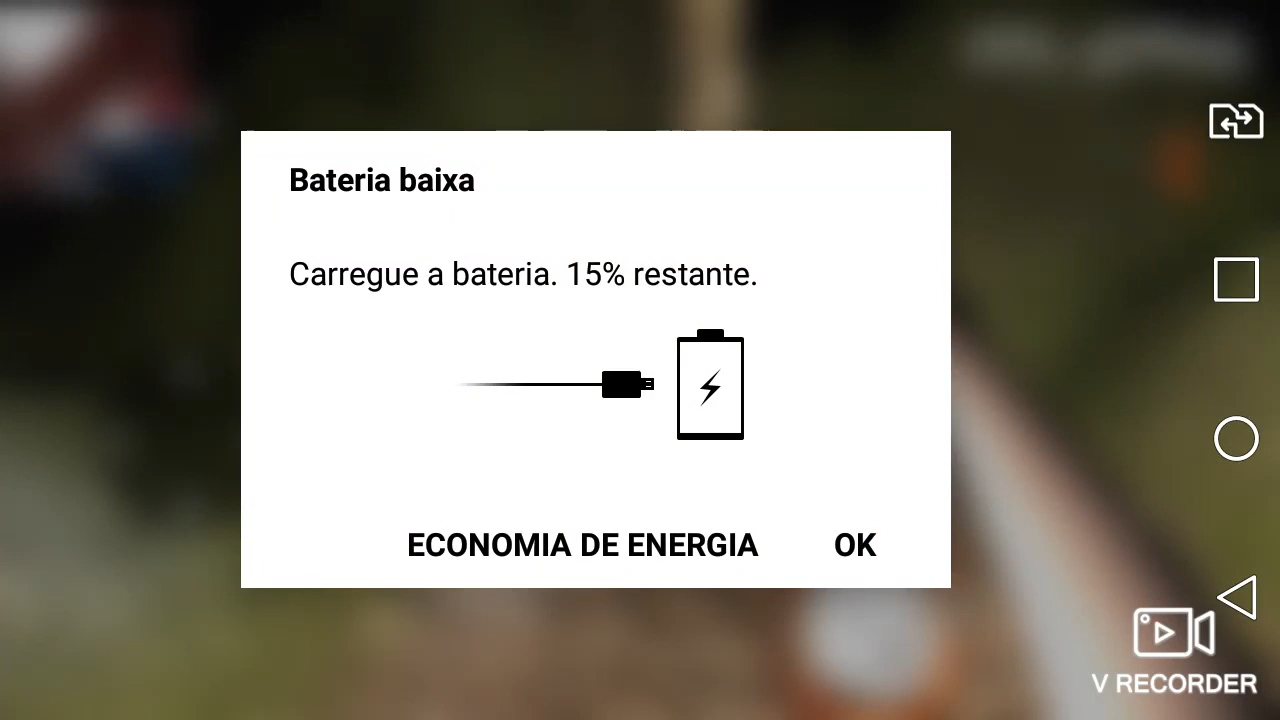 Bateria baixa
Carregue a bateria. 15% restante.
ECONOMIA DE ENERGIA OK
V RECORDER